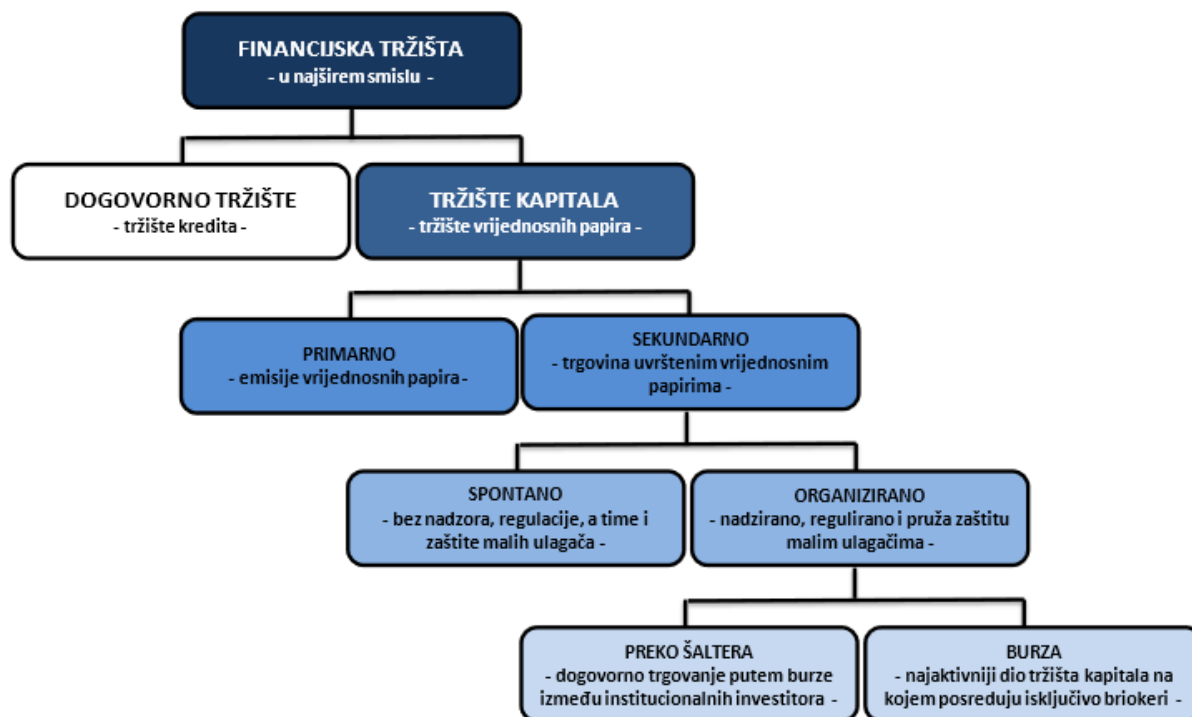 FINANCIJSKA TRŽIŠTA
- u najširem smislu -
DOGOVORNO TRŽIŠTE
- tržište kredita -
TRŽIŠTE KAPITALA
- tržište vrijednosnih papira -
PRIMARNO
- emisije vrijednosnih papira -
SEKUNDARNO
- trgovina uvrštenim vrijednosnim
papirima -
SPONTANO
- bez nadzora, regulacije, a time i
zaštite malih ulagača -
ORGANIZIRANO
- nadzirano, regulirano i pruža zaštitu
malim ulagačima -
PREKO ŠALTERA
- dogovorno trgovanje putem burze
između institucionalnih investitora -
BURZA
- najaktivniji dio tržišta kapitala na
kojem posreduju isključivo briokeri -